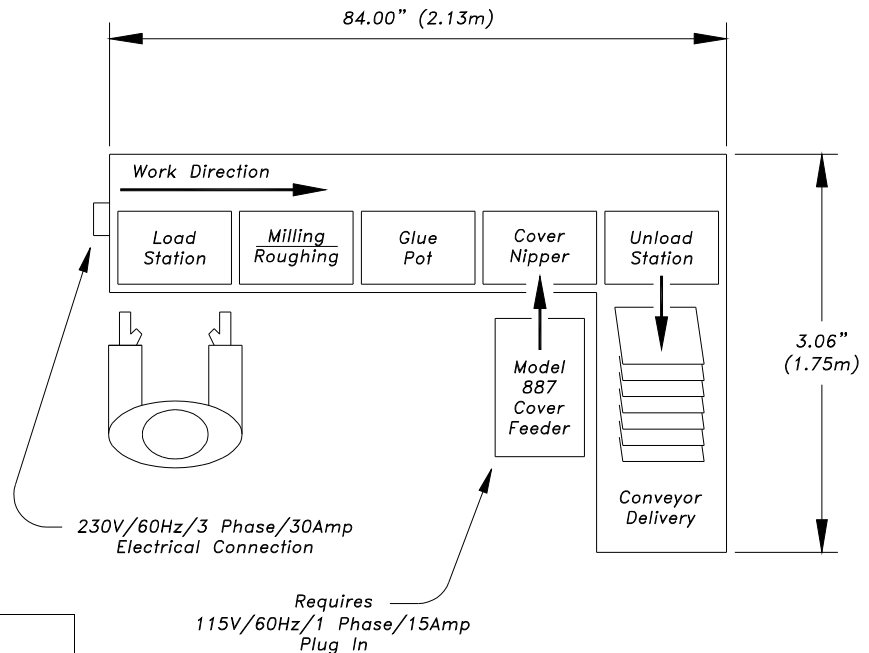 84.00” (2.13m)
Work Direction
Load
Station
Milling
Roughing
Glue
Pot
Cover
Nipper
Unload
Station
3.06”
(1.75m)
Model
887
Cover
Feeder
Conveyor
Delivery
230V/60Hz/3 Phase/30Amp
Electrical Connection
Requires
115V/60Hz/1 Phase/15Amp
Plug In